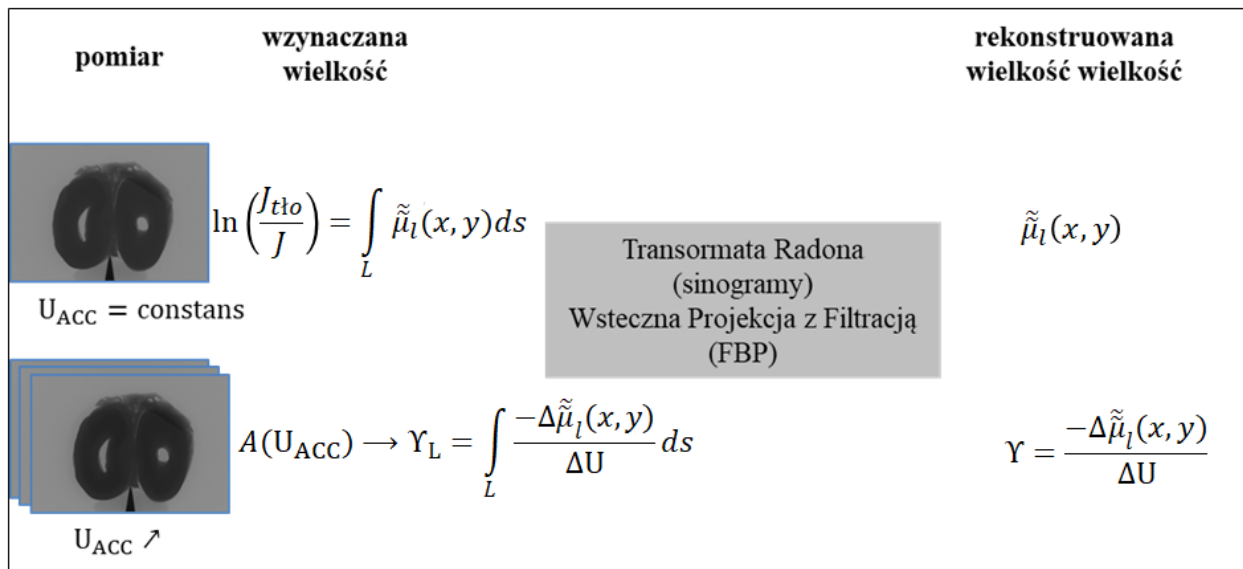 pomiar
wzynaczana
wielkość
rekonstruowana
wielkość wielkość
ln(J_tło/J) = ∫_L μ̃̃_l(x, y)ds
μ̃̃_l(x, y)
U_ACC = constans
Transormata Radona
(sinogramy)
Wsteczna Projekcja z Filtracją
(FBP)
A(U_ACC) → ϒ_L = ∫_L −Δμ̃̃_l(x, y)/ΔU ds
ϒ = −Δμ̃̃_l(x, y)/ΔU
U_ACC ↗